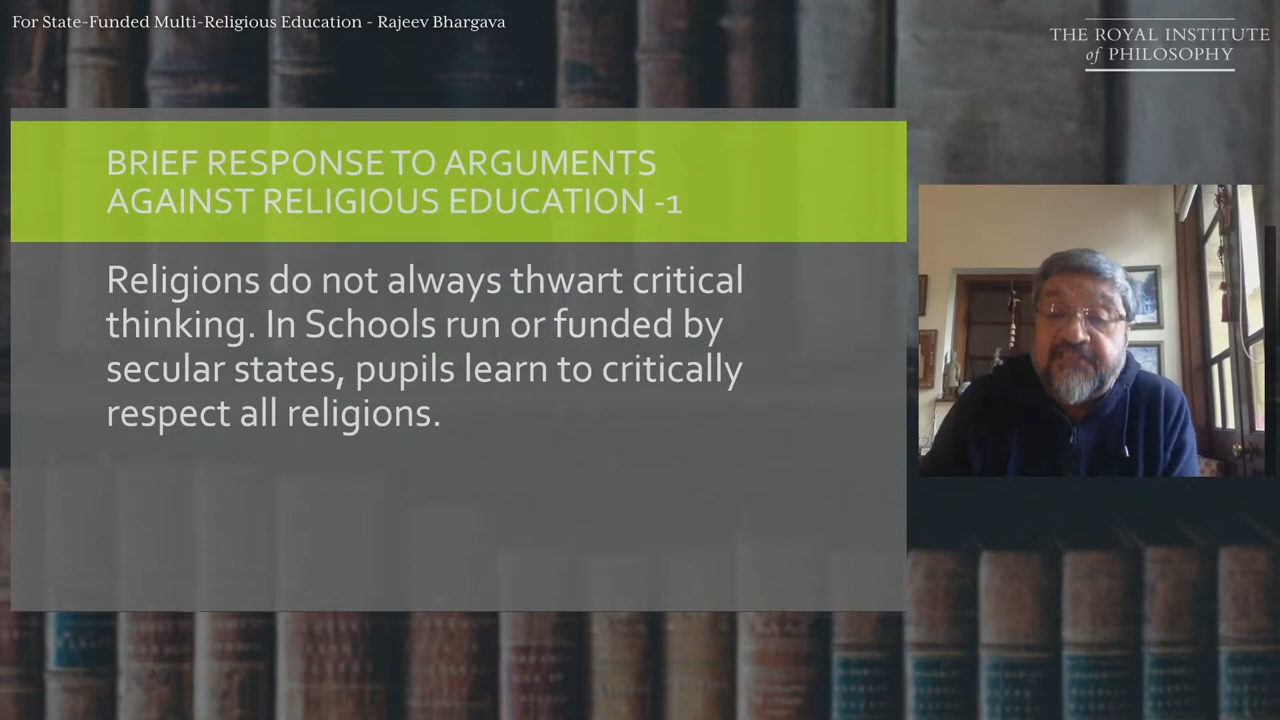 For State-Funded Multi-Religious Education - Rajeev Bhargava
THE ROYAL INSTITUTE
of PHILOSOPHY
BRIEF RESPONSE TO ARGUMENTS
AGAINST RELIGIOUS EDUCATION -1
Religions do not always thwart critical
thinking. In Schools run or funded by
secular states, pupils learn to critically
respect all religions.